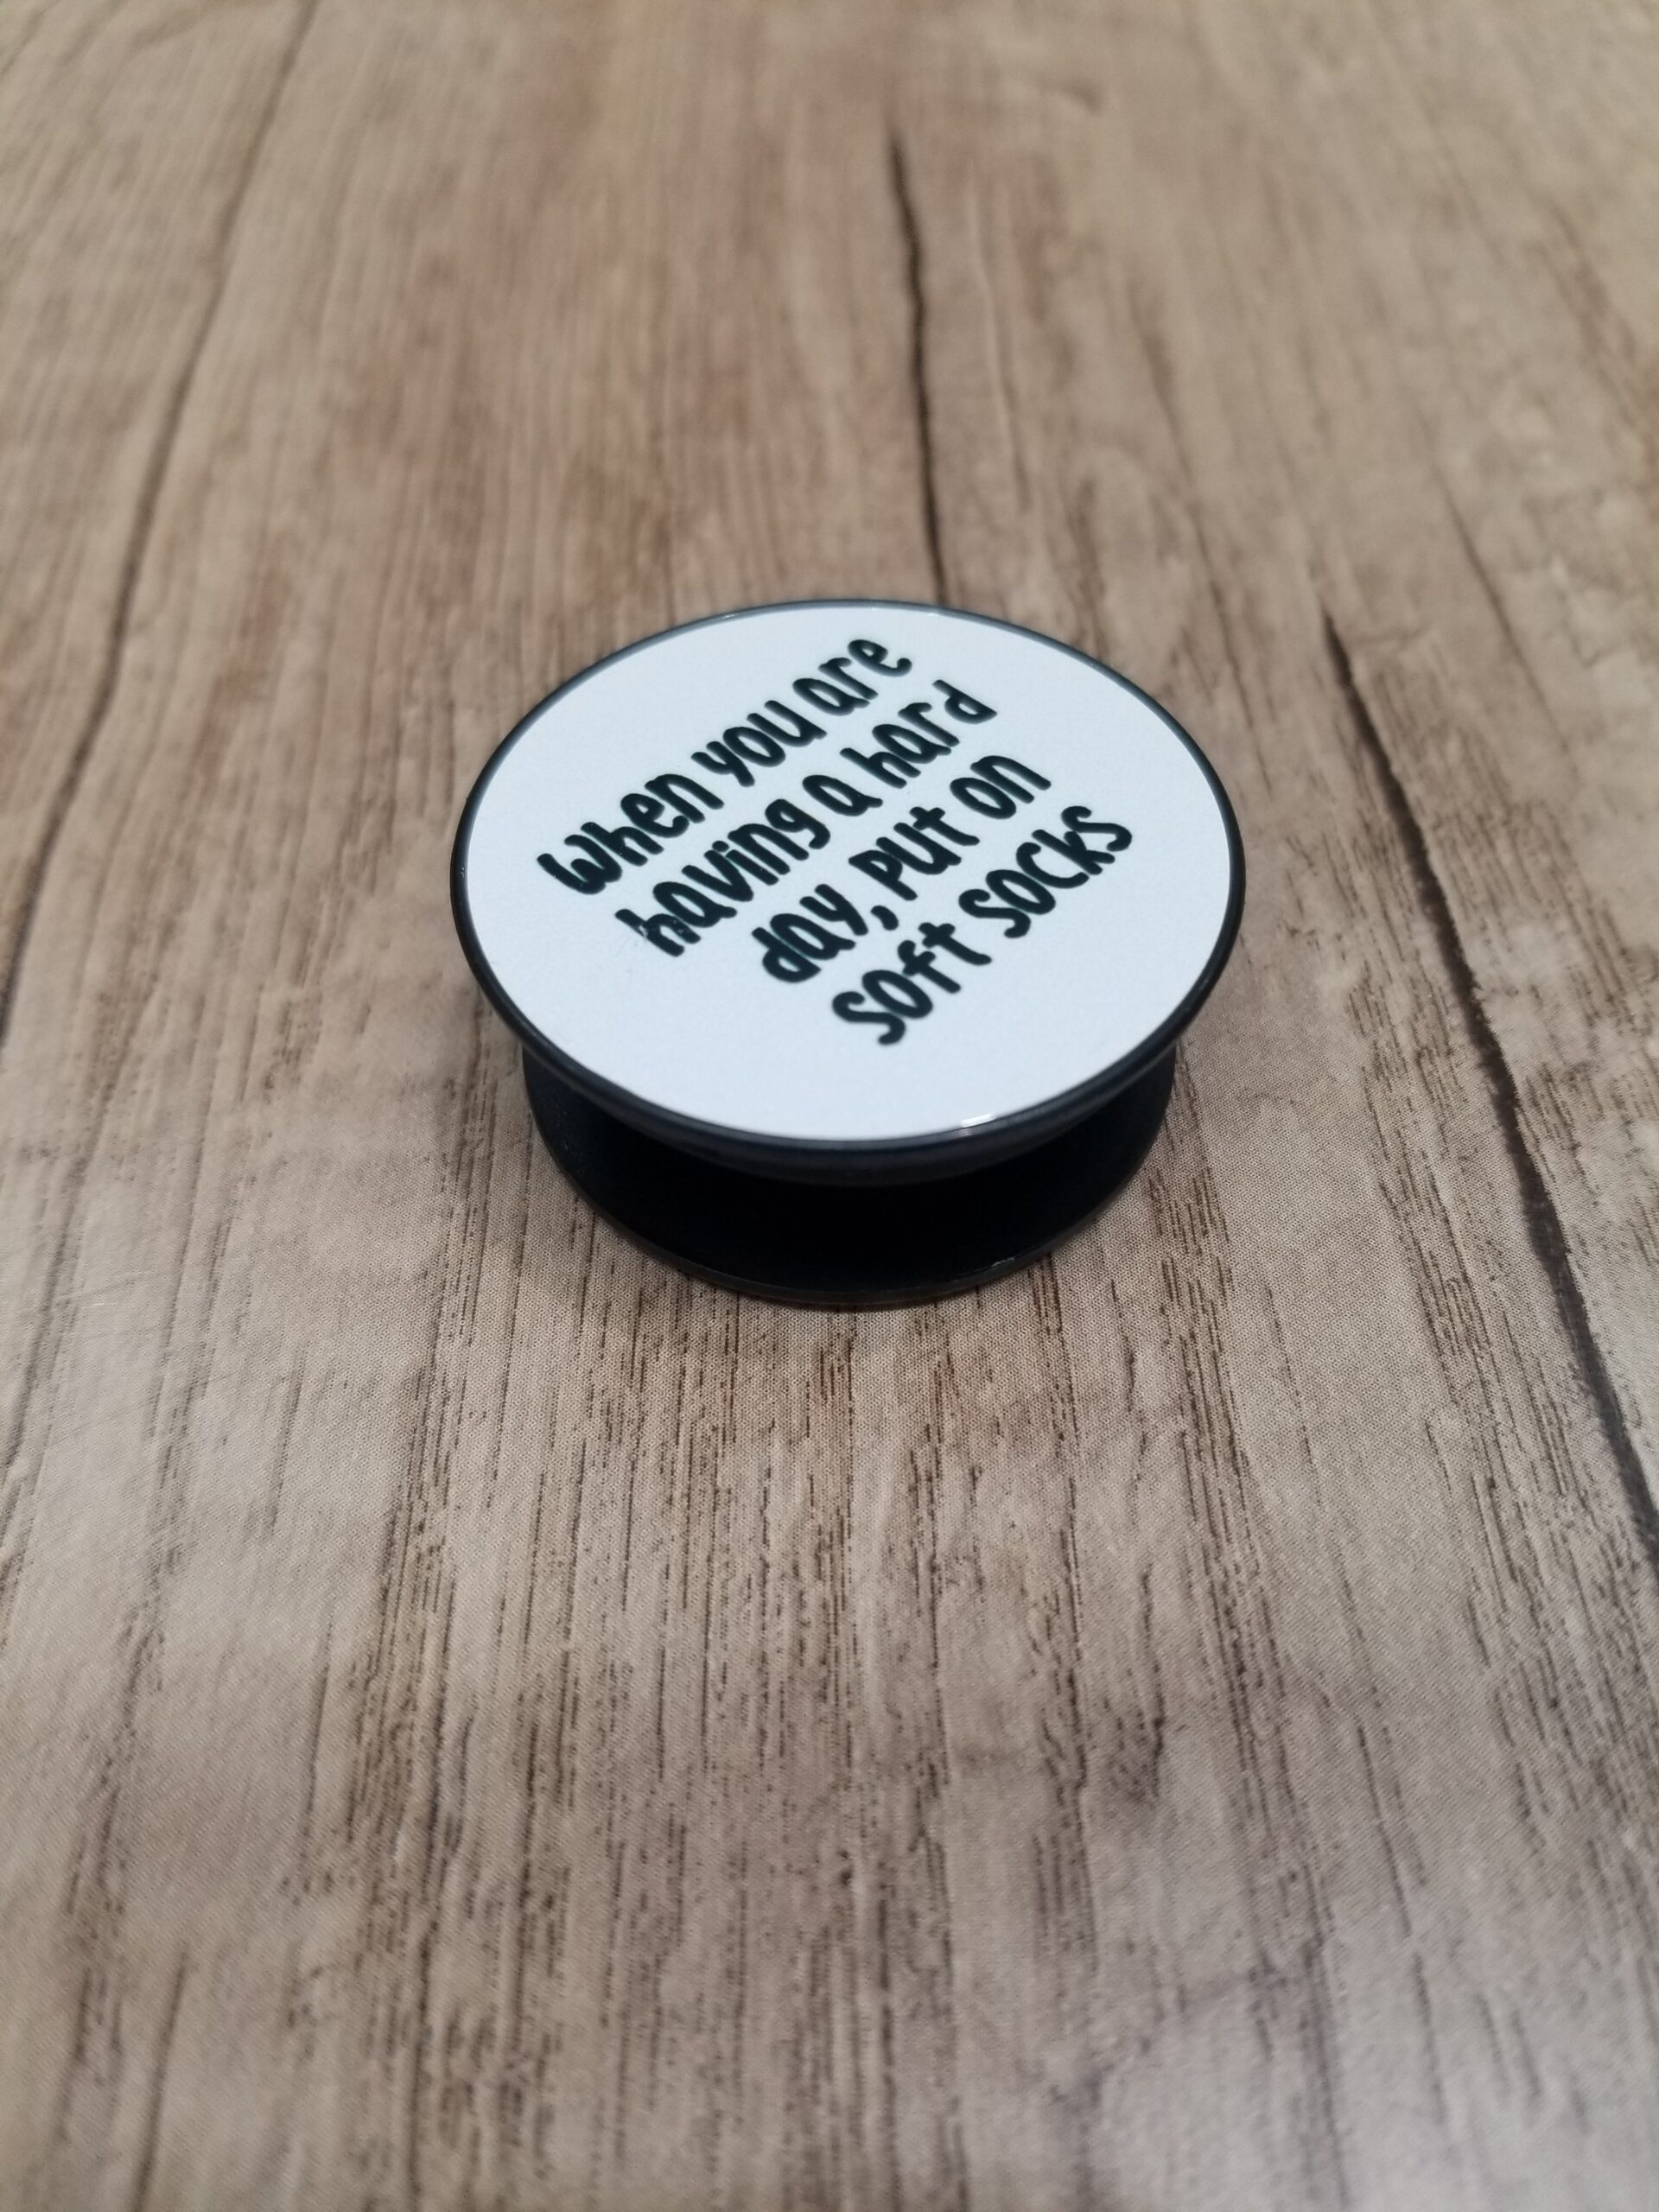 When you are
having a hard
day, put on
soft socks